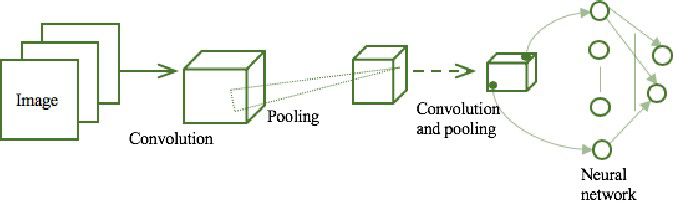 Image
Convolution
Pooling
Convolution
and pooling
Neural
network